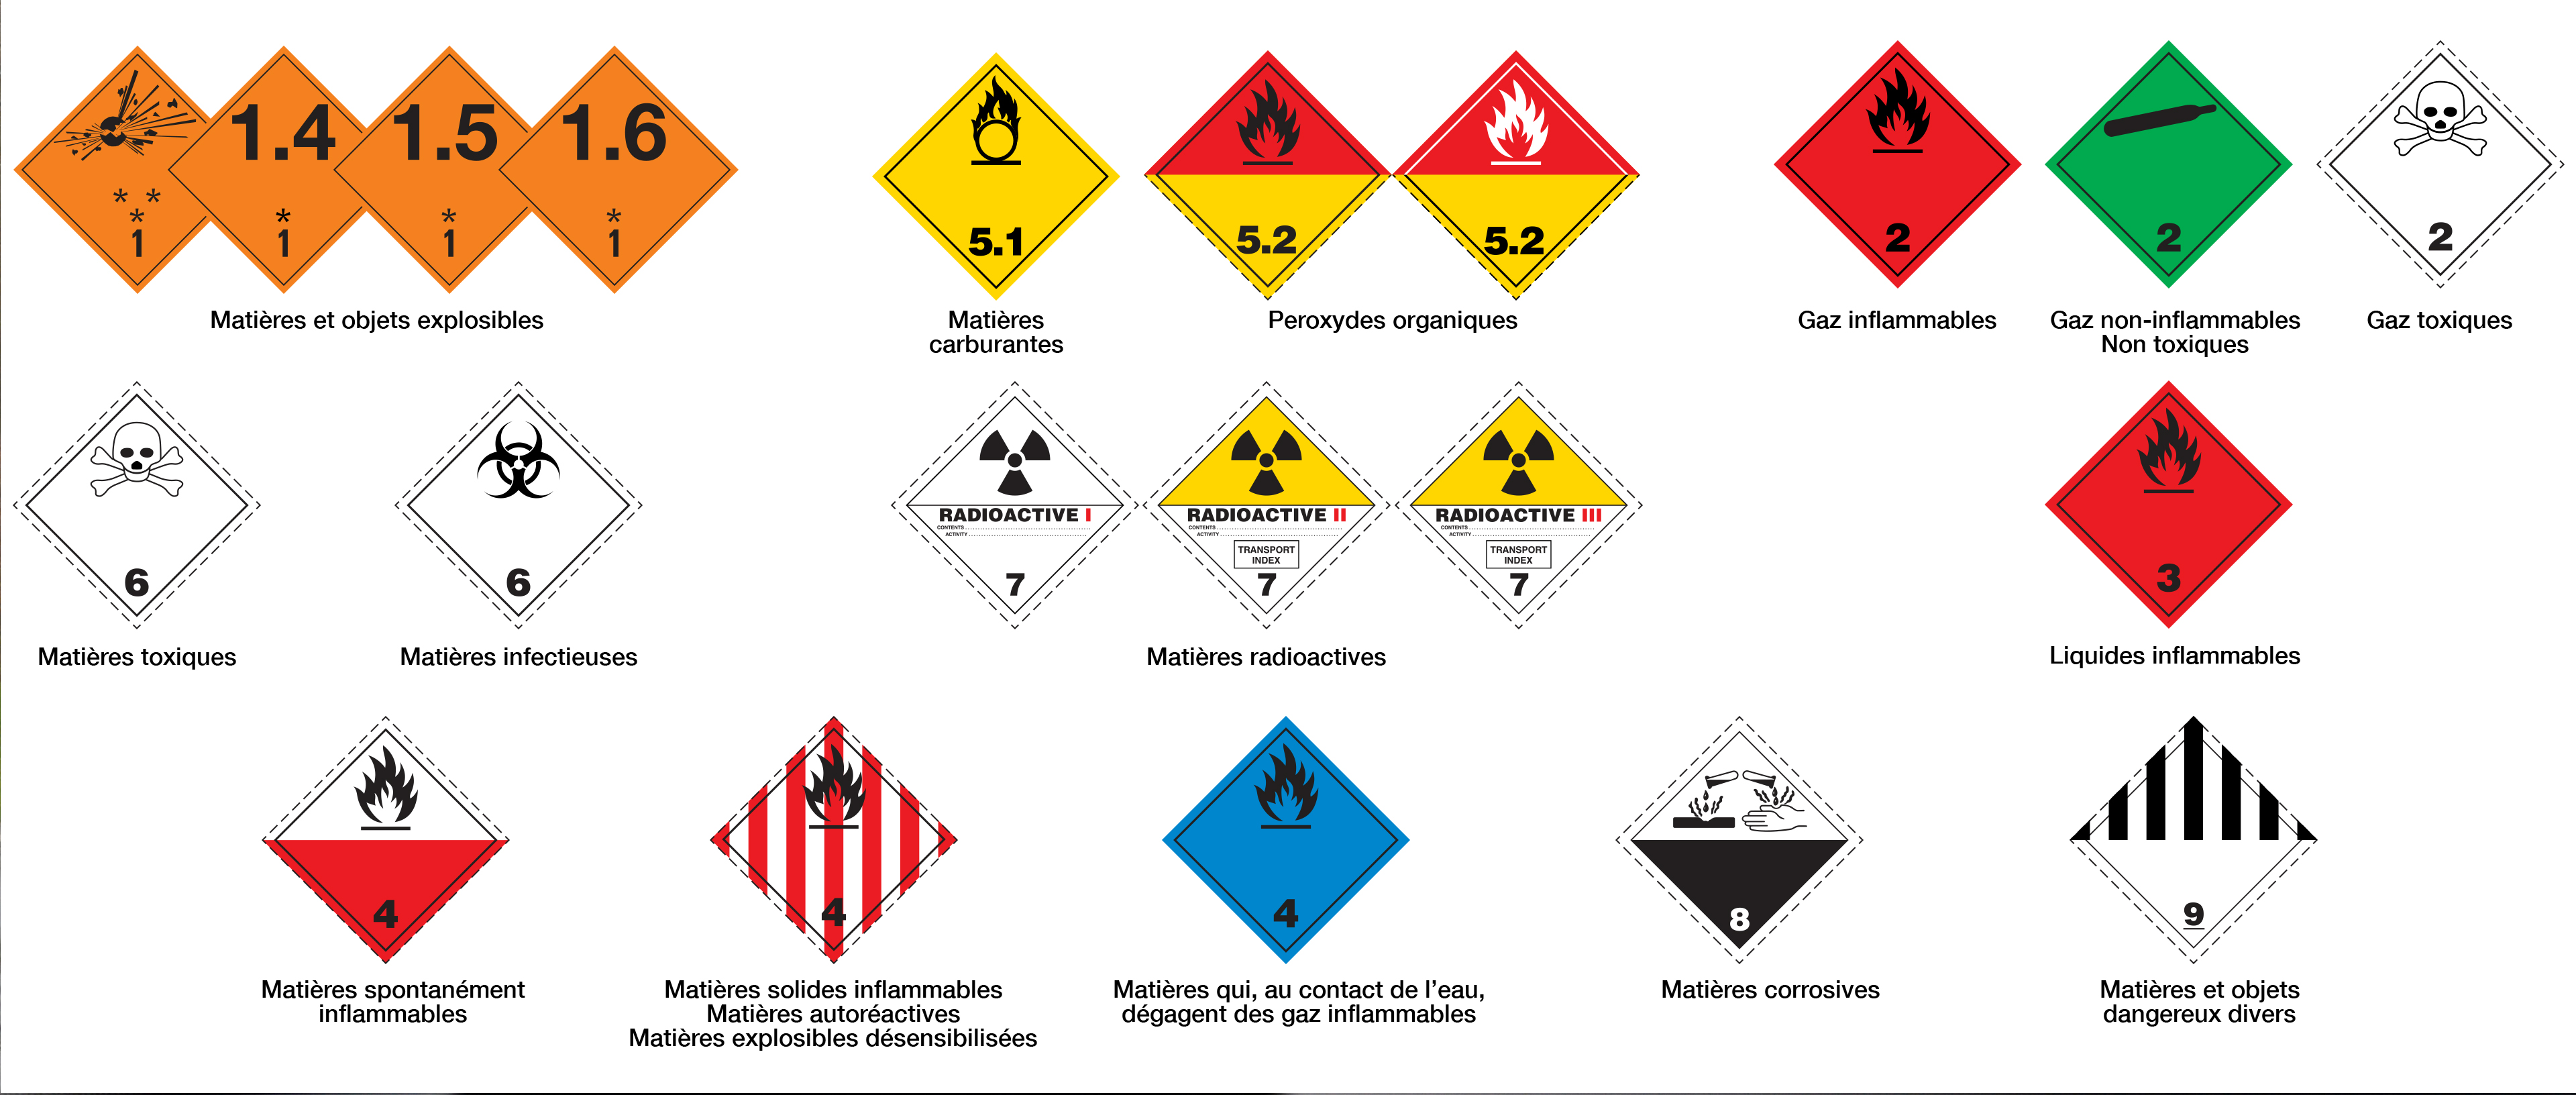 1.4
1.5
1.6
* *
*
1
*
1
*
1
*
1
Matières et objets explosibles
5.1
Matières
carburantes
5.2
5.2
Peroxydes organiques
2
Gaz inflammables
2
Gaz non-inflammables
Non toxiques
2
Gaz toxiques
6
Matières toxiques
6
Matières infectieuses
RADIOACTIVE I
CONTENTS
ACTIVITY
7
RADIOACTIVE II
CONTENTS
ACTIVITY
TRANSPORT
INDEX
7
RADIOACTIVE III
CONTENTS
ACTIVITY
TRANSPORT
INDEX
7
Matières radioactives
3
Liquides inflammables
4
Matières spontanément
inflammables
4
Matières solides inflammables
Matières autoréactives
Matières explosibles désensibilisées
4
Matières qui, au contact de l’eau,
dégagent des gaz inflammables
8
Matières corrosives
9
Matières et objets
dangereux divers